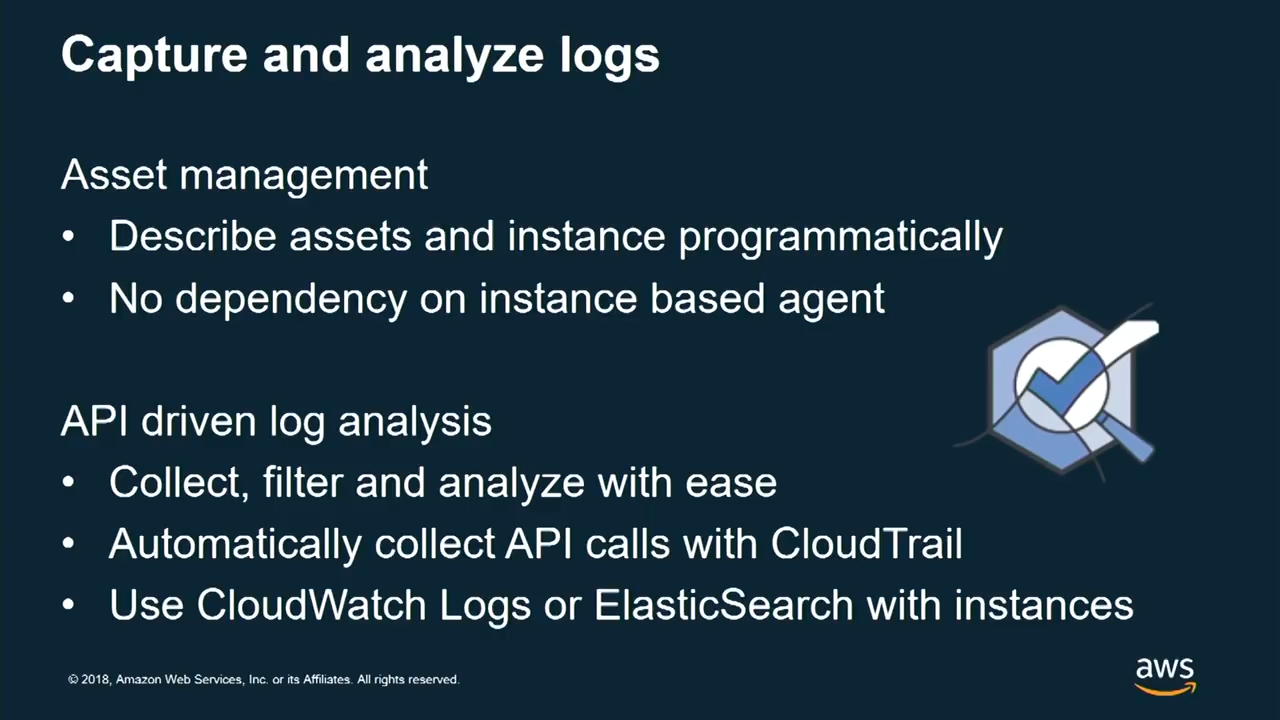 Capture and analyze logs
Asset management
• Describe assets and instance programmatically
• No dependency on instance based agent
API driven log analysis
• Collect, filter and analyze with ease
• Automatically collect API calls with CloudTrail
• Use CloudWatch Logs or ElasticSearch with instances
© 2018, Amazon Web Services, Inc. or its Affiliates. All rights reserved.
aws